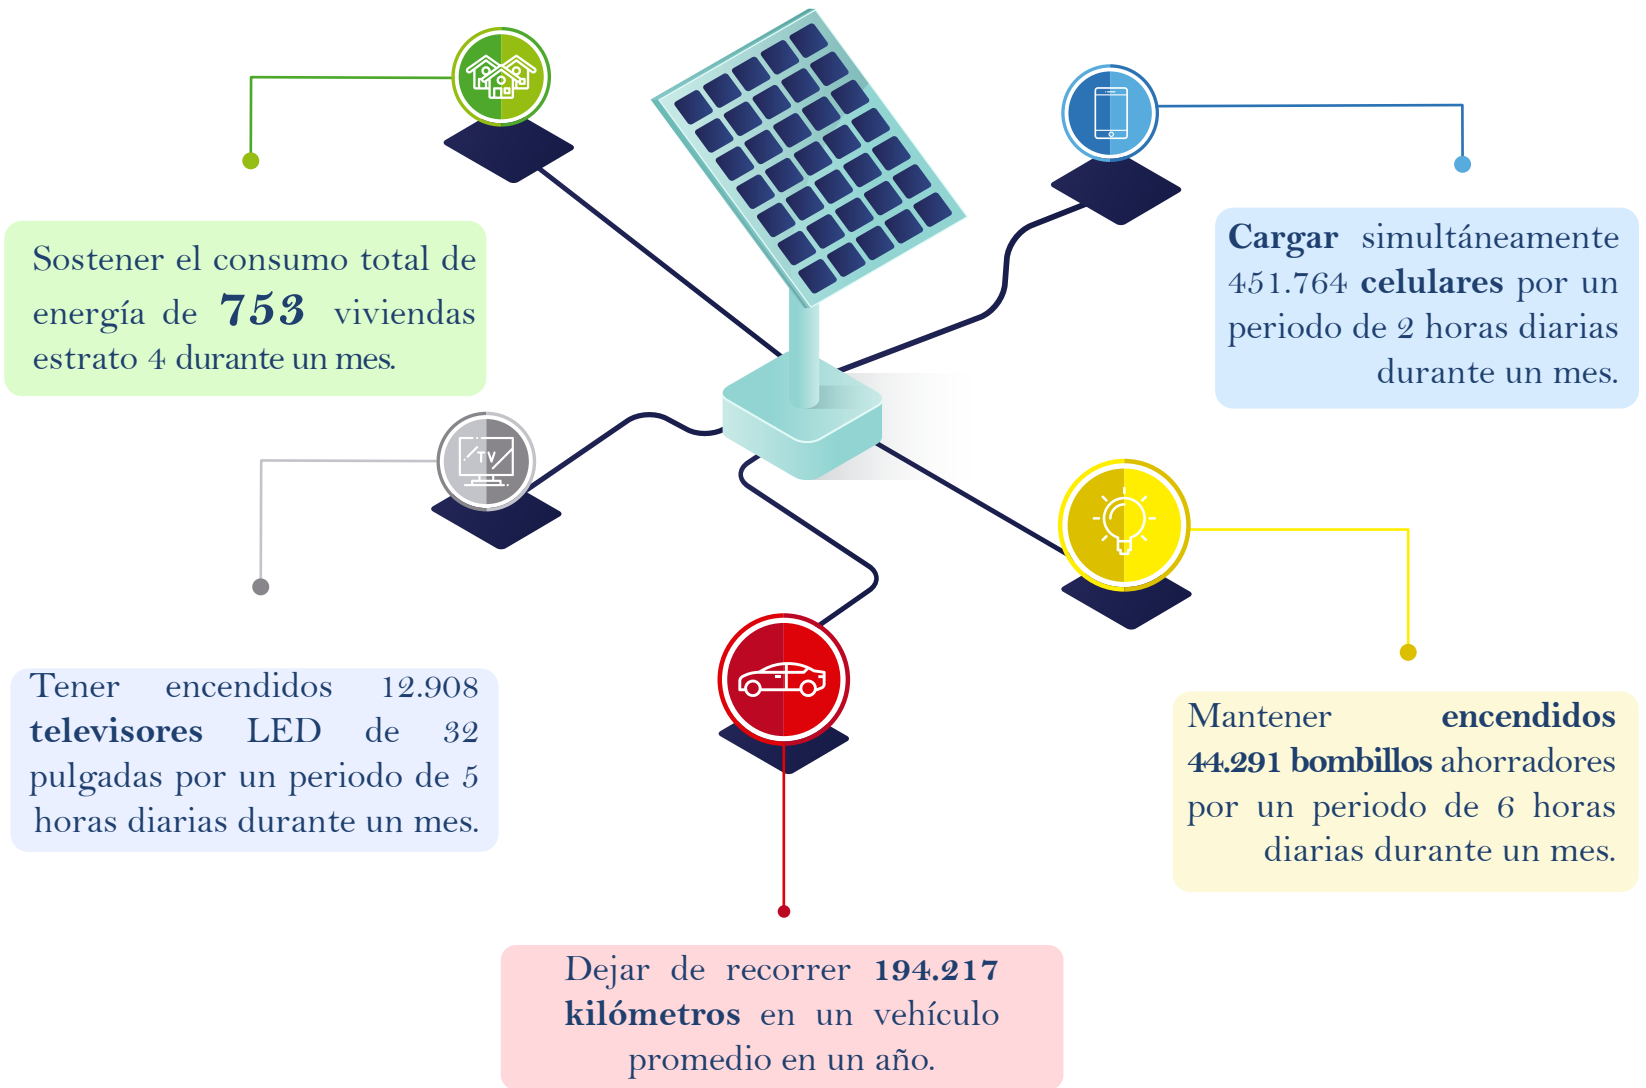 Sostener el consumo total de
energía de 753 viviendas
estrato 4 durante un mes.
Cargar simultáneamente
451.764 celulares por un
periodo de 2 horas diarias
durante un mes.
TV
Tener encendidos 12.908
televisores LED de 32
pulgadas por un periodo de 5
horas diarias durante un mes.
Mantener encendidos
44.291 bombillos ahorradores
por un periodo de 6 horas
diarias durante un mes.
Dejar de recorrer 194.217
kilómetros en un vehículo
promedio en un año.